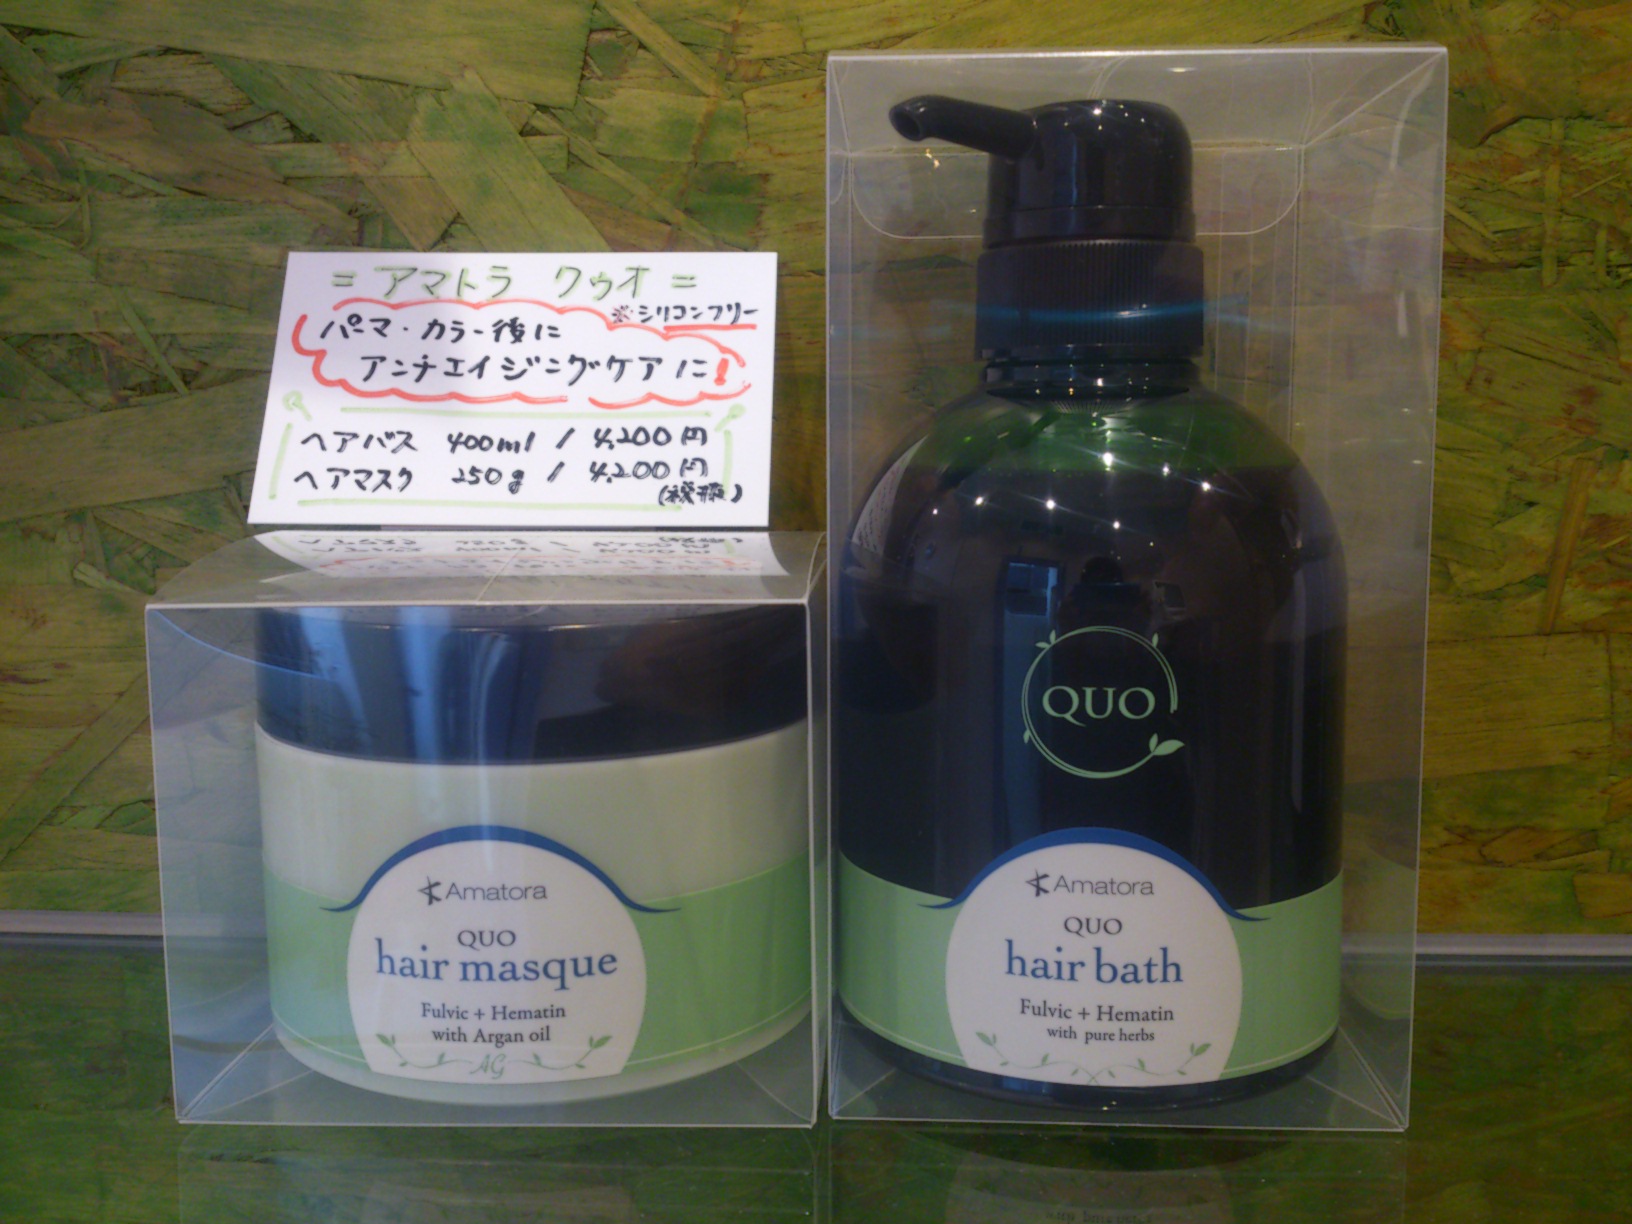 = アマトラ クゥオ =
※シリコンフリー
パーマ・カラー後に
アンチエイジングケアに!
ヘアバス 400ml / 4,200円
ヘアマスク 250g / 4,200円
(税抜)
QUO
Amatora
QUO
hair masque
Fulvic + Hematin
with Argan oil
AG
Amatora
QUO
hair bath
Fulvic + Hematin
with pure herbs